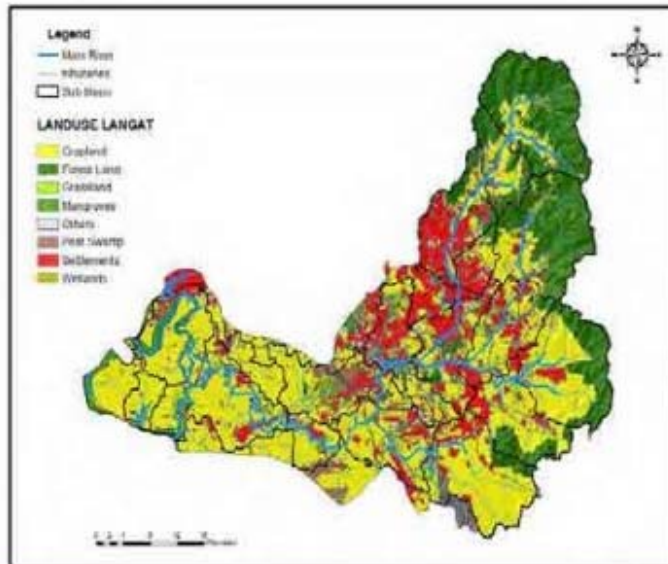 Legend
Main River
tributaries
Sub Basin
LANDUSE LANGAT
Cropland
Forest Land
Grassland
Mangroves
Others
Peat Swamp
Settlements
Wetlands